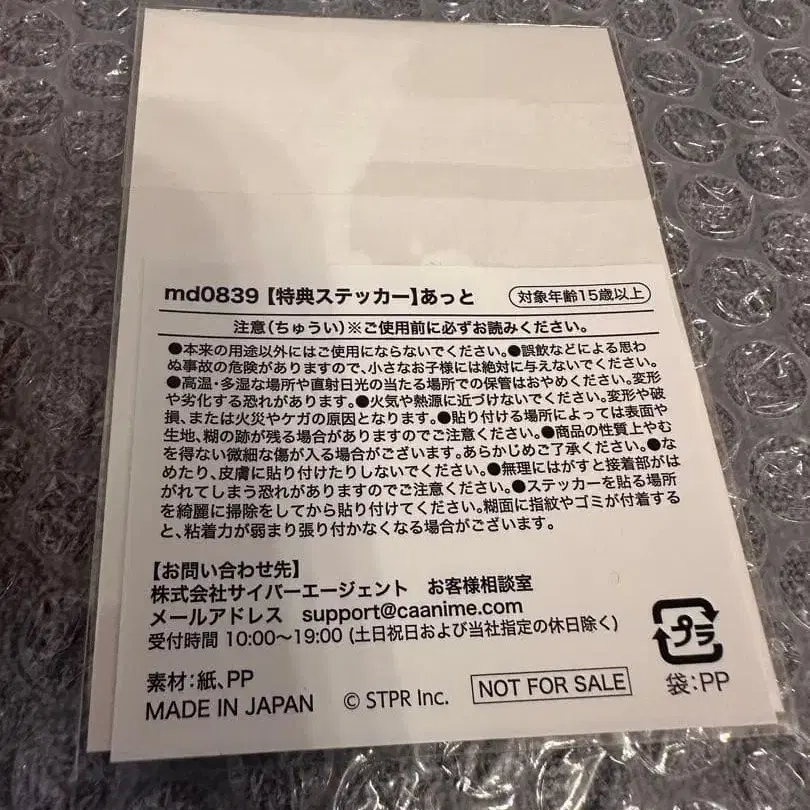 md0839【特典ステッカー】あっと 対象年齢15歳以上
注意(ちゅうい)※ご使用前に必ずお読みください。
●本来の用途以外にはご使用にならないでください。●誤飲などによる思わ
ぬ事故の危険がありますので、小さなお子様には絶対に与えないでください。
●高温・多湿な場所や直射日光の当たる場所での保管はおやめください。変形
や劣化する恐れがあります。●火気や熱源に近づけないでください。変形や破
損、または火災やケガの原因となります。●貼り付ける場所によっては表面や
生地、糊の跡が残る場合がありますのでご注意ください。●商品の性質上やむ
を得ない微細な傷が入る場合がございます。あらかじめご了承ください。●な
めたり、皮膚に貼り付けたりしないでください。●無理にはがすと接着部がは
がれてしまう恐れがありますのでご注意ください。●ステッカーを貼る場所
を綺麗に掃除をしてから貼り付けてください。糊面に指紋やゴミが付着する
と、粘着力が弱まり張り付かなくなる場合がございます。
【お問い合わせ先】
株式会社サイバーエージェント お客様相談室
メールアドレス support@caanime.com
受付時間 10:00〜19:00 (土日祝日および当社指定の休日除く)
プラ
素材:紙、PP
袋:PP
MADE IN JAPAN © STPR Inc. NOT FOR SALE